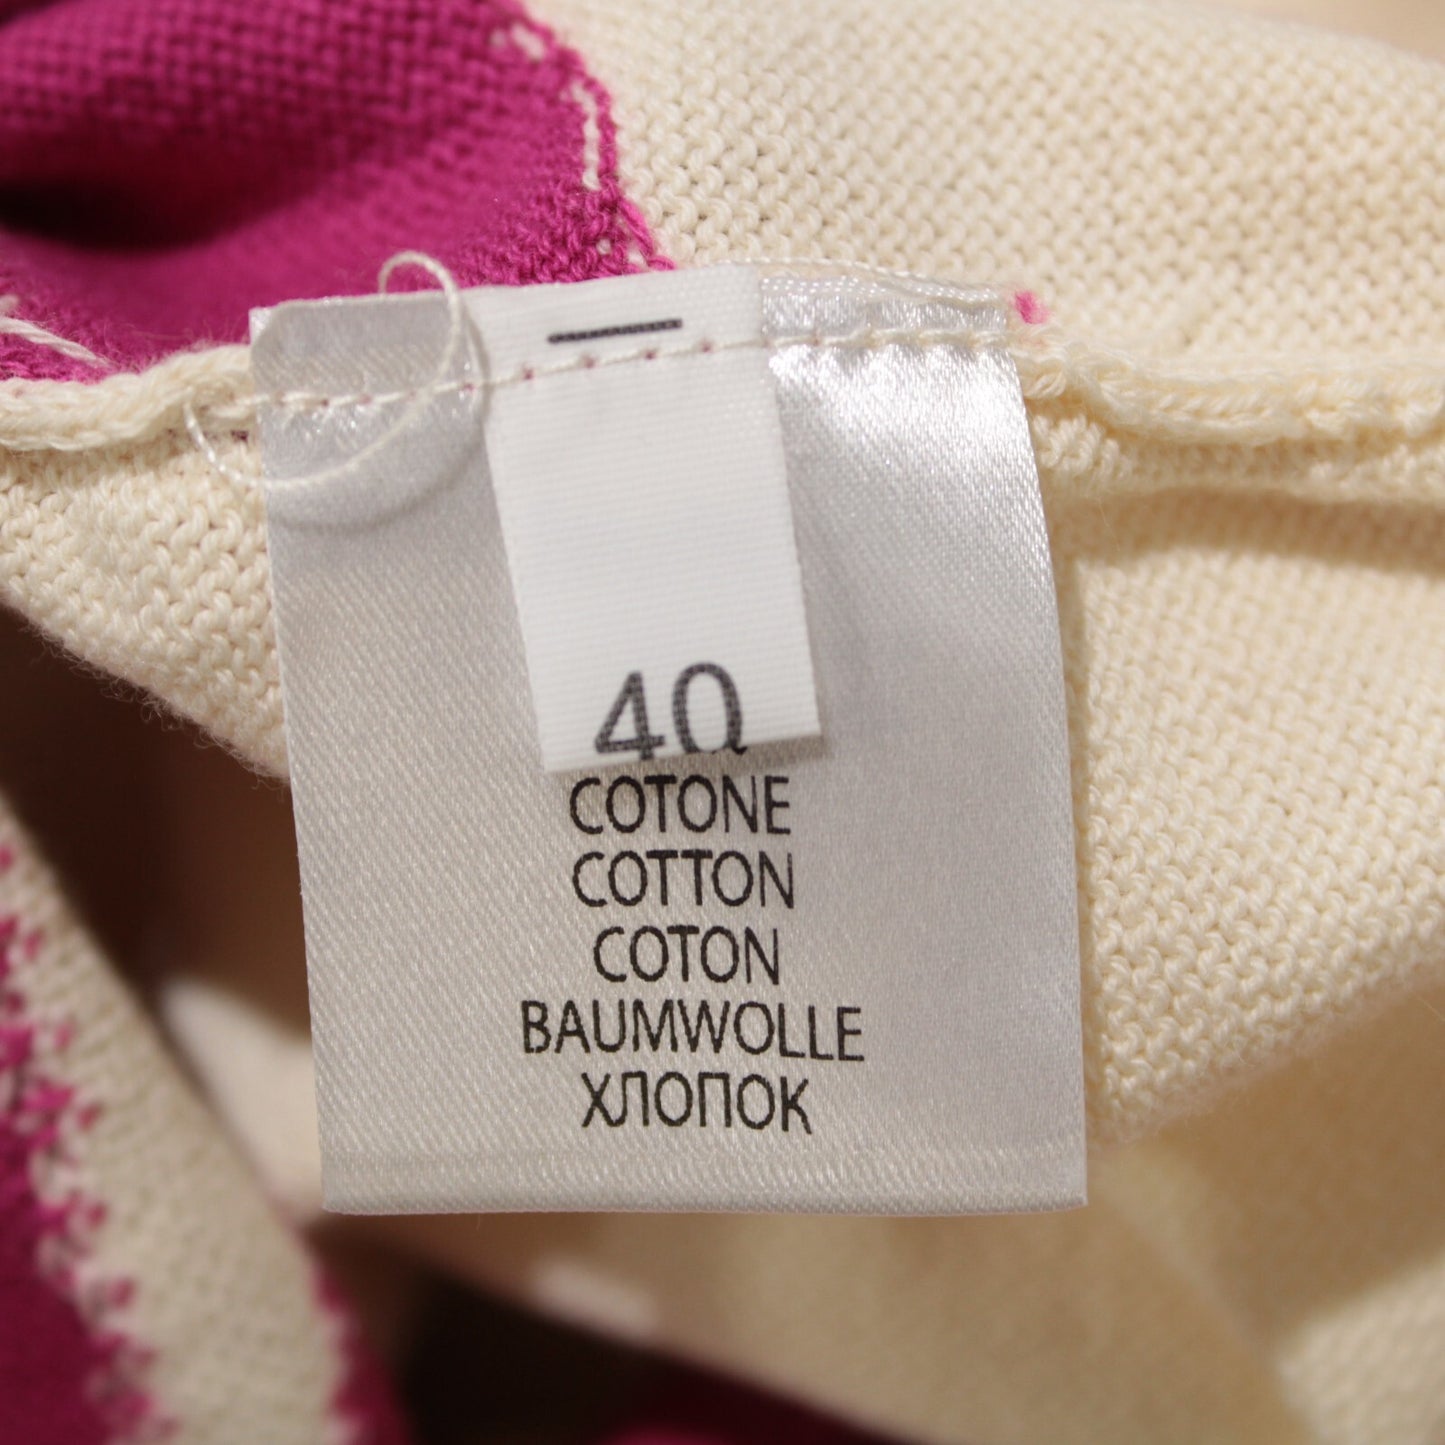 40
COTONE
COTTON
COTON
BAUMWOLLE
ХЛОПОК